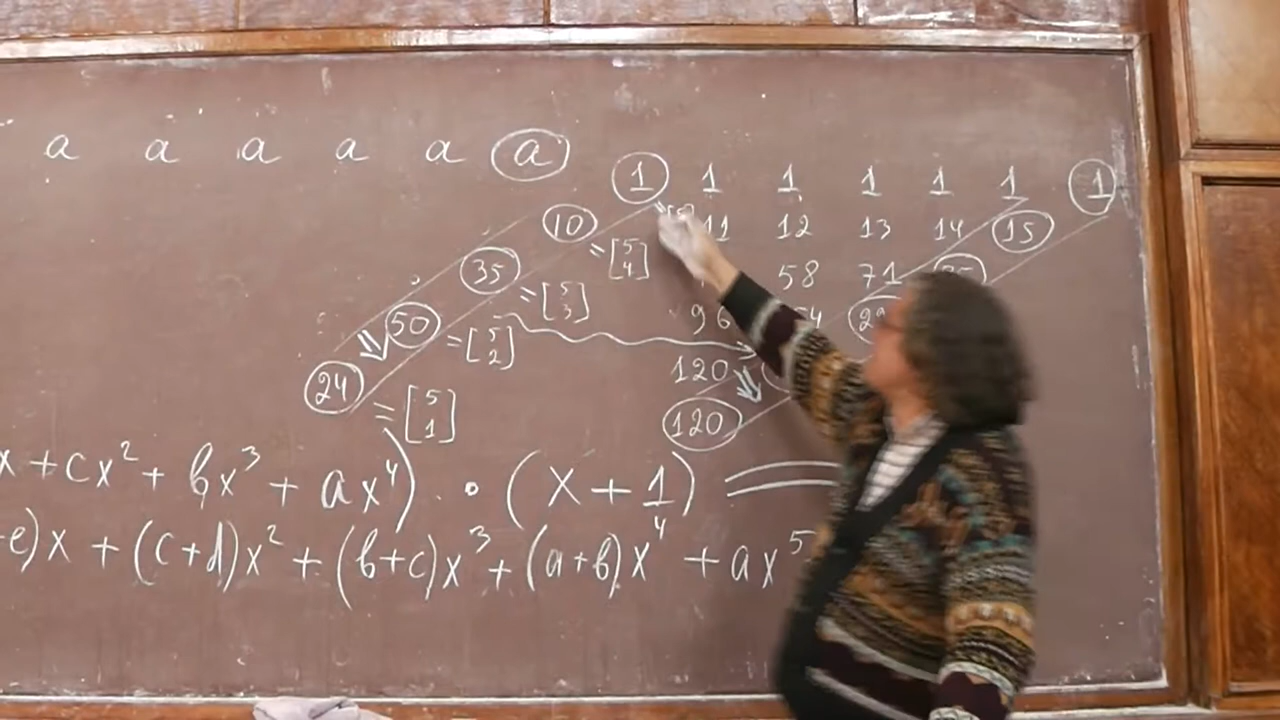 a a a a a a
1 1 1 1 1 1 1
10 11 12 13 14 15
35 = [5 4] 58 71
50 = [5 3] 96
24 = [5 2] 120
= [5 1] 120
x + cx² + bx³ + ax⁴) · (x + 1) =
e)x + (c+d)x² + (b+c)x³ + (a+b)x⁴ + ax⁵